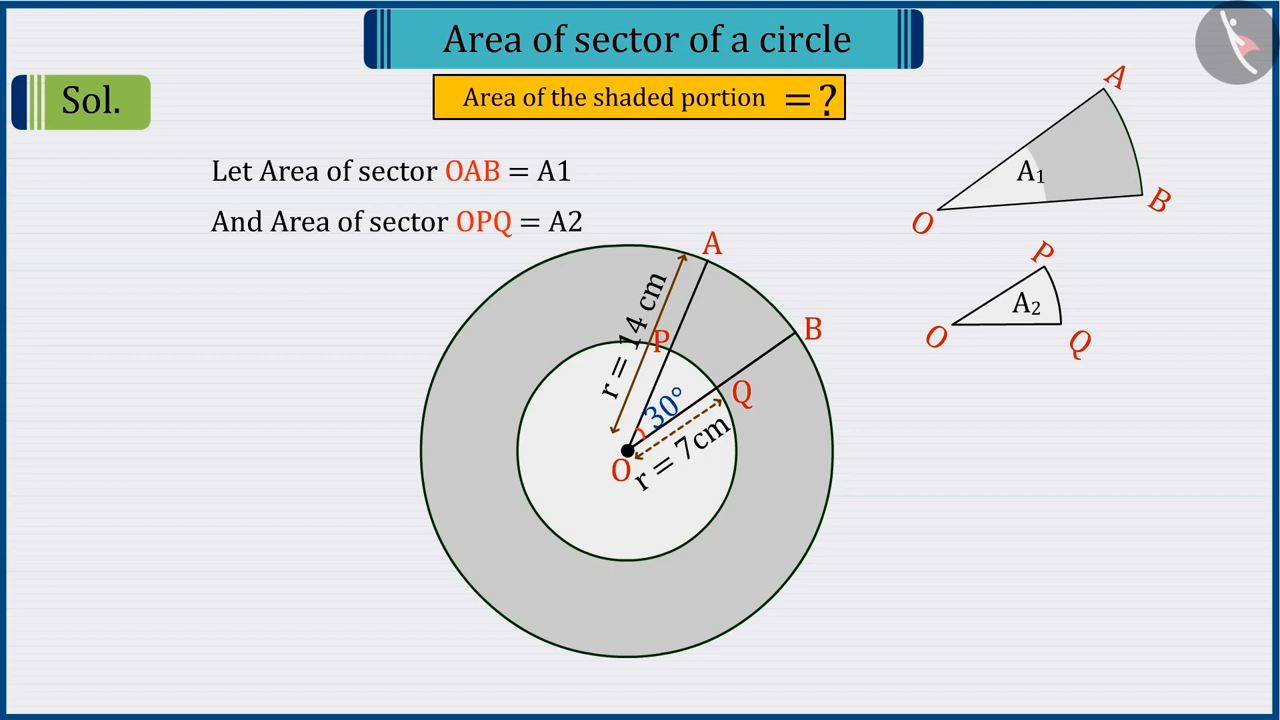 Area of sector of a circle
Sol.
Area of the shaded portion = ?
Let Area of sector OAB = A1
And Area of sector OPQ = A2
A
A₁
O
B
P
A₂
O
Q
A
B
r = 14 cm
P
Q
30°
O
r = 7cm